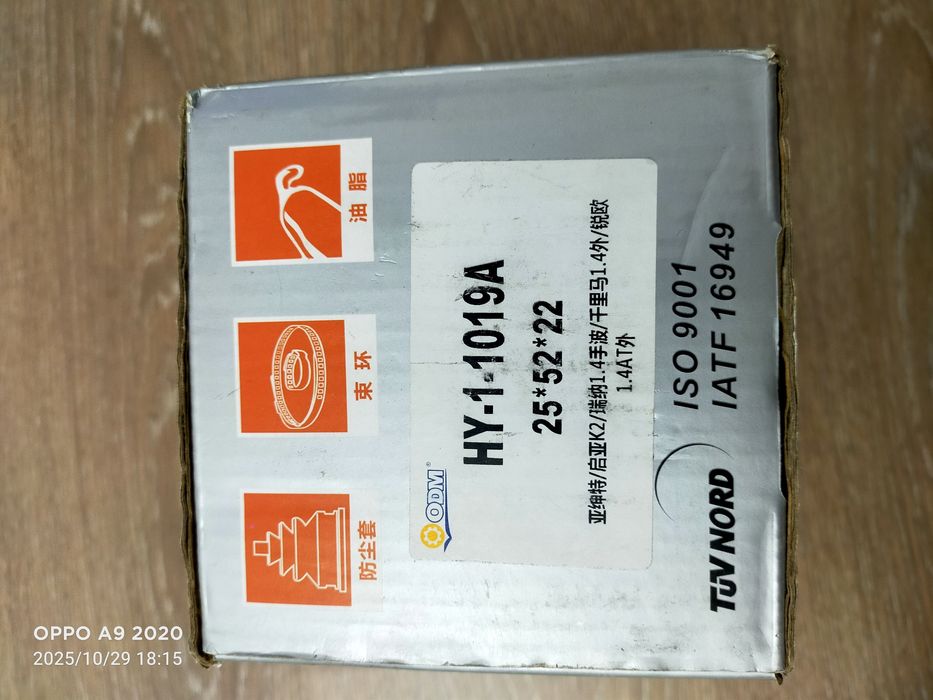 防尘套
束环
油脂
ODM®
HY-1-1019A
25*52*22
亚绅特/启亚K2/瑞纳1.4手波/千里马1.4外/锐欧
1.4AT外
TÜV NORD
ISO 9001
IATF 16949
OPPO A9 2020
2025/10/29 18:15